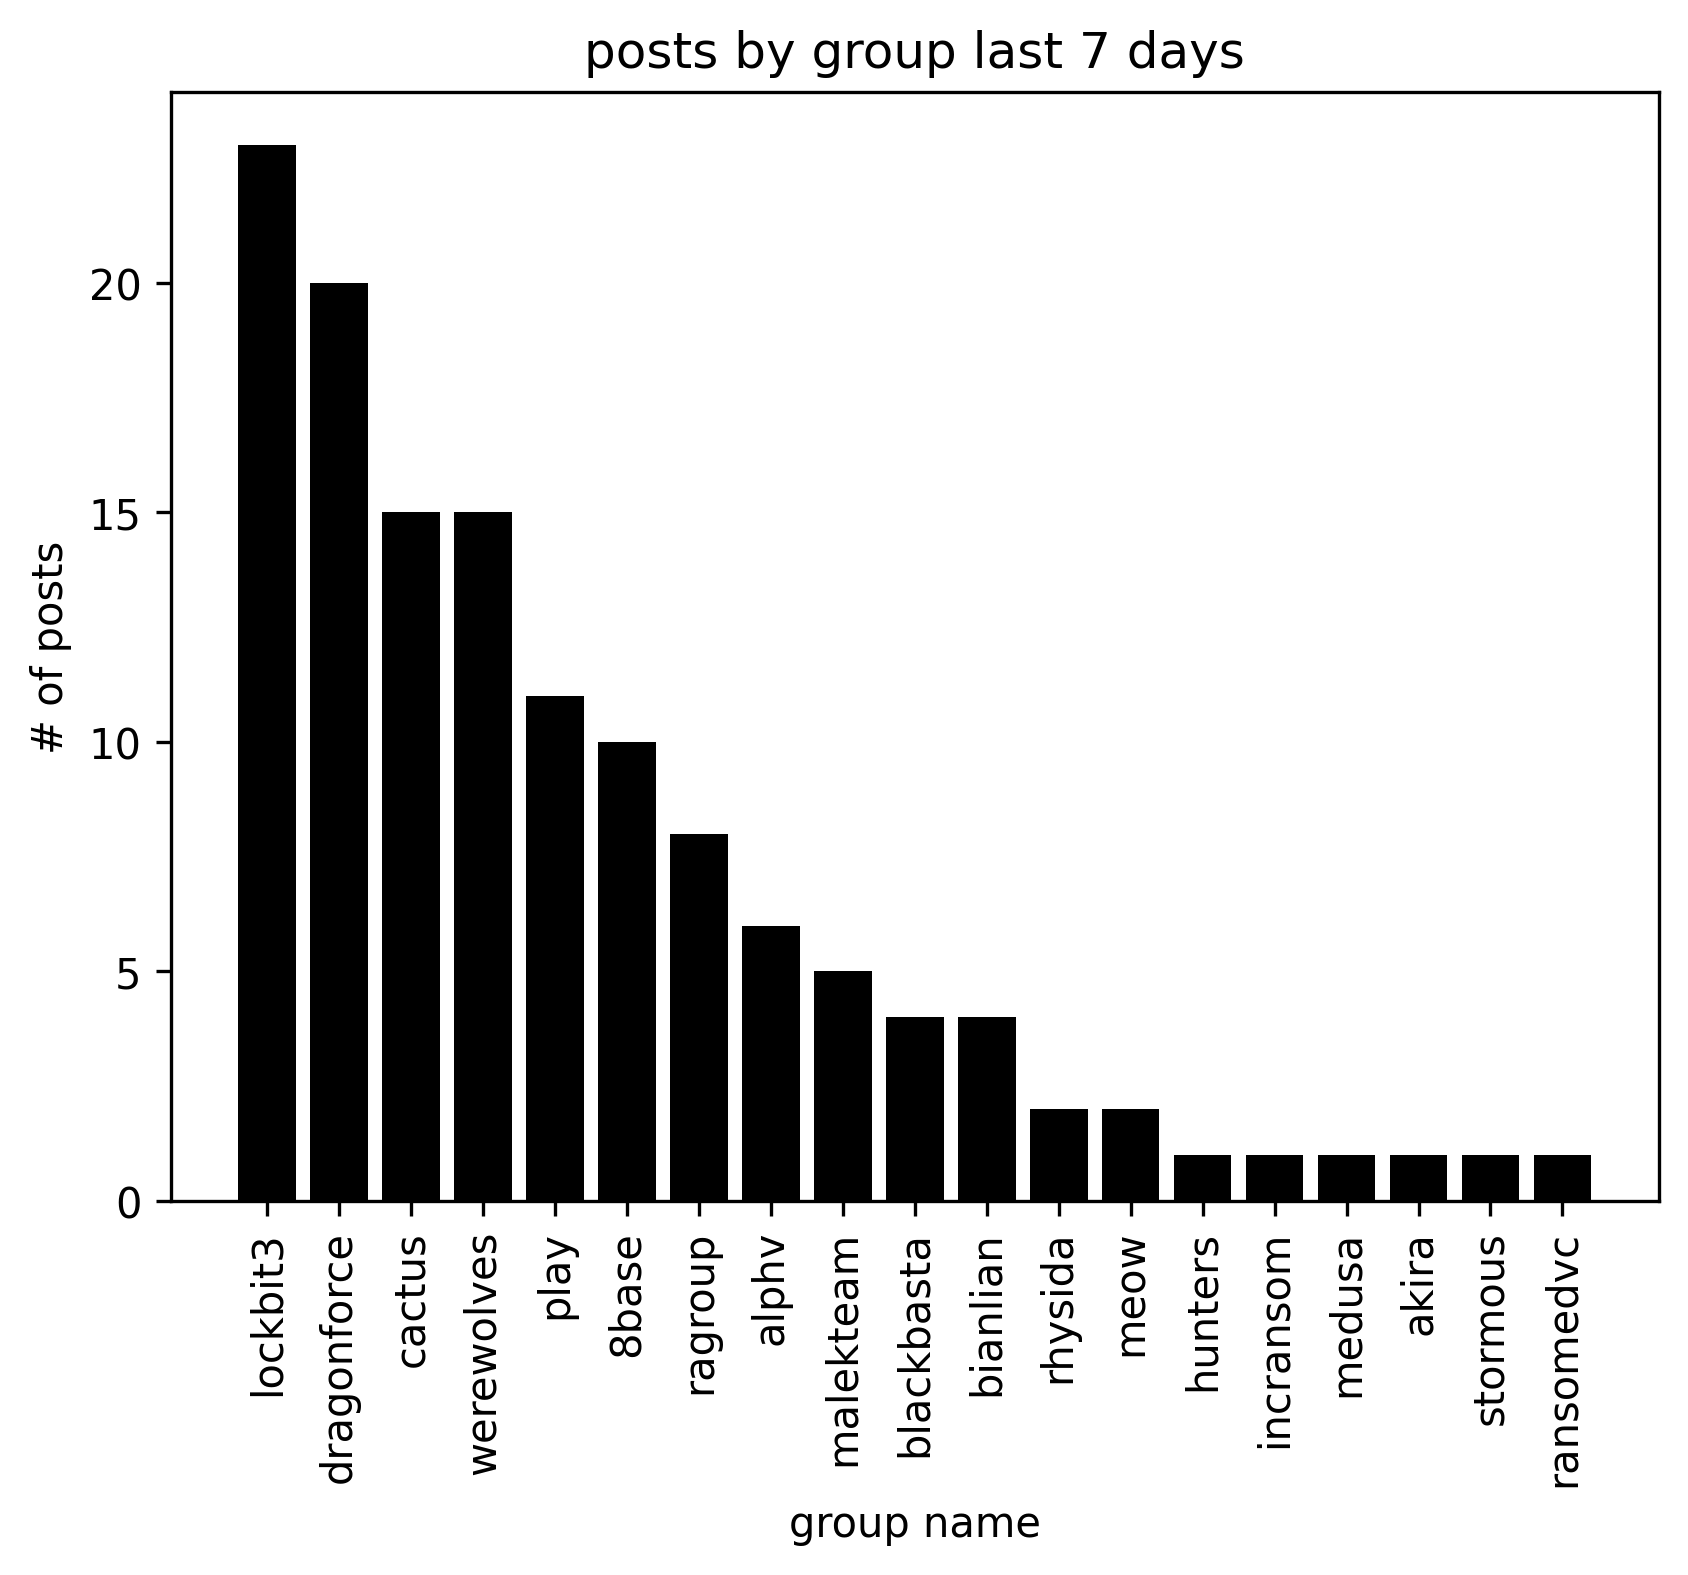 posts by group last 7 days
# of posts
20
15
10
5
0
lockbit3
dragonforce
cactus
werewolves
play
8base
ragroup
alphv
malekteam
blackbasta
bianlian
rhysida
meow
hunters
incransom
medusa
akira
stormous
ransomedvc
group name